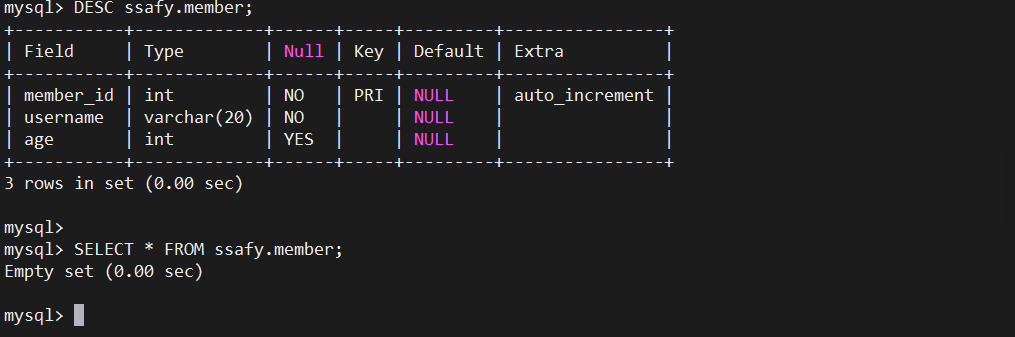 mysql> DESC ssafy.member;
+-----------+-------------+------+-----+---------+----------------+
| Field     | Type        | Null | Key | Default | Extra          |
+-----------+-------------+------+-----+---------+----------------+
| member_id | int         | NO   | PRI | NULL    | auto_increment |
| username  | varchar(20) | NO   |     | NULL    |                |
| age       | int         | YES  |     | NULL    |                |
+-----------+-------------+------+-----+---------+----------------+
3 rows in set (0.00 sec)
mysql>
mysql> SELECT * FROM ssafy.member;
Empty set (0.00 sec)
mysql>